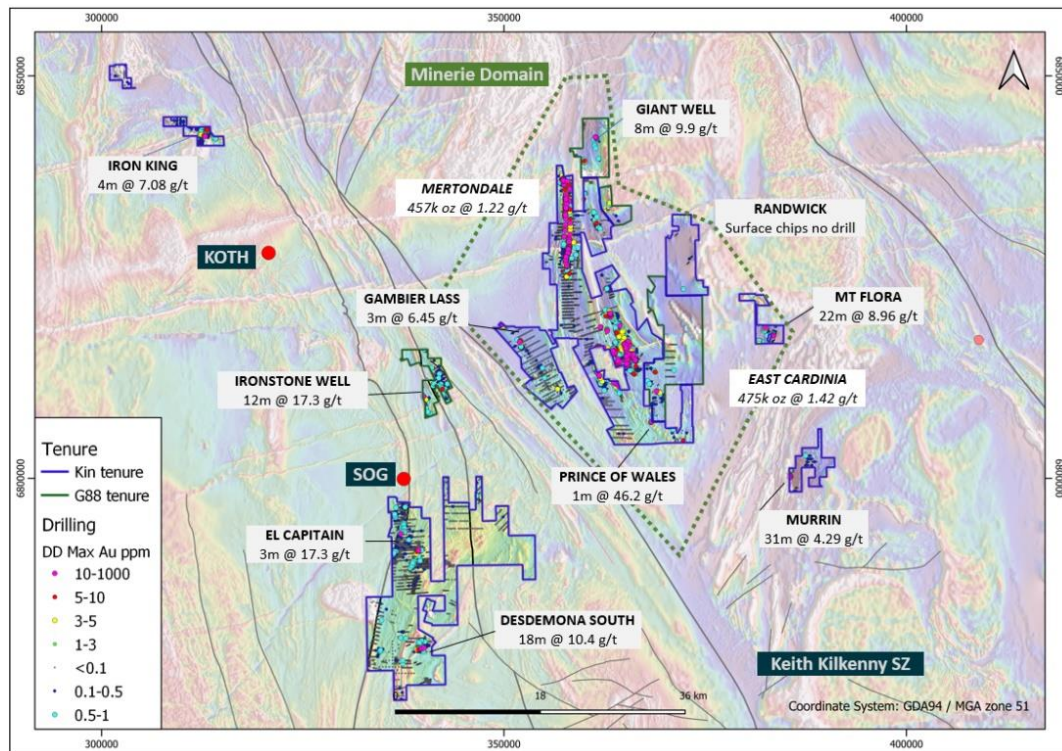 300000
350000
400000
6850000
6850000
Minerie Domain
GIANT WELL
8m @ 9.9 g/t
IRON KING
4m @ 7.08 g/t
MERTONDALE
457k oz @ 1.22 g/t
RANDWICK
Surface chips no drill
KOTH
GAMBIER LASS
3m @ 6.45 g/t
MT FLORA
22m @ 8.96 g/t
IRONSTONE WELL
12m @ 17.3 g/t
EAST CARDINIA
475k oz @ 1.42 g/t
Tenure
Kin tenure
G88 tenure
Drilling
DD Max Au ppm
10-1000
5-10
3-5
1-3
<0.1
0.1-0.5
0.5-1
SOG
6800000
6800000
PRINCE OF WALES
1m @ 46.2 g/t
EL CAPITAIN
3m @ 17.3 g/t
MURRIN
31m @ 4.29 g/t
DESDEMONA SOUTH
18m @ 10.4 g/t
Keith Kilkenny SZ
18
36 km
Coordinate System: GDA94 / MGA zone 51
300000
350000
400000